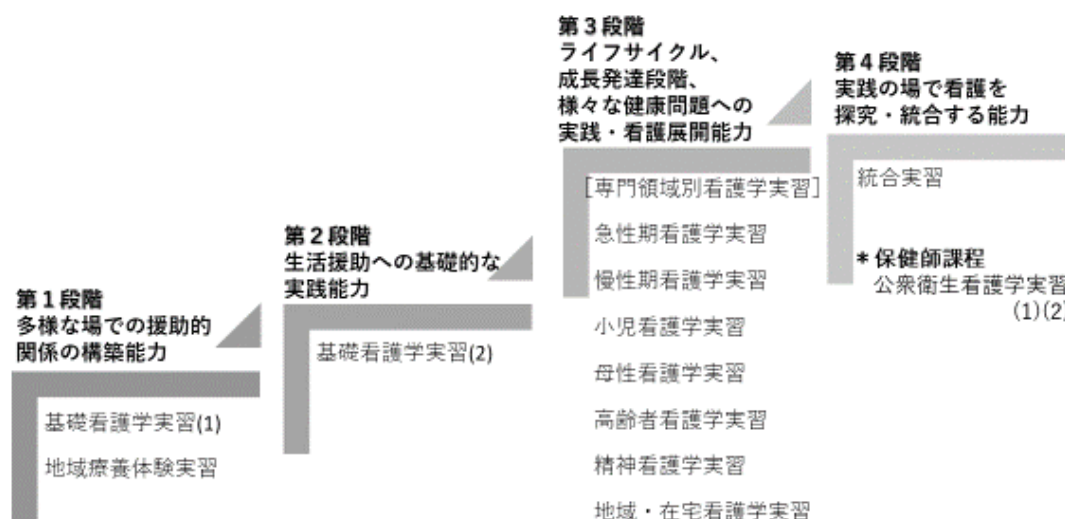 第１段階
多様な場での援助的
関係の構築能力
基礎看護学実習(1)
地域療養体験実習
第２段階
生活援助への基礎的な
実践能力
基礎看護学実習(2)
第３段階
ライフサイクル、
成長発達段階、
様々な健康問題への
実践・看護展開能力
［専門領域別看護学実習］
急性期看護学実習
慢性期看護学実習
小児看護学実習
母性看護学実習
高齢者看護学実習
精神看護学実習
地域・在宅看護学実習
第４段階
実践の場で看護を
探究・統合する能力
統合実習
＊保健師課程
公衆衛生看護学実習
(1)(2)